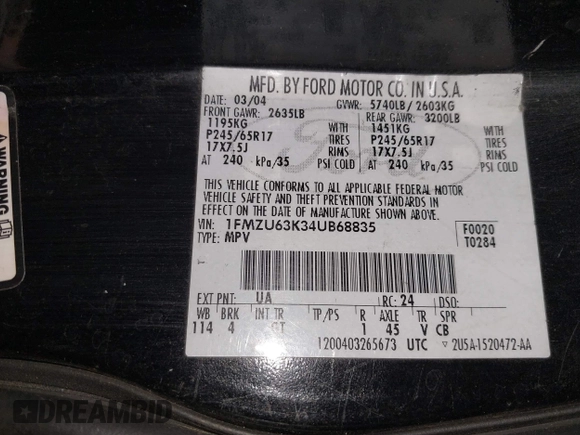 MFD. BY FORD MOTOR CO. IN U.S.A.
DATE: 03/04 GVWR: 5740LB/ 2603KG
FRONT GAWR: 2635LB REAR GAWR: 3200LB
1195KG WITH 1451KG WITH
P245/65R17 TIRES P245/65R17 TIRES
17X7.5J RIMS 17X7.5J RIMS
AT 240 kPa/35 PSI COLD AT 240 kPa/35 PSI COLD
THIS VEHICLE CONFORMS TO ALL APPLICABLE FEDERAL MOTOR
VEHICLE SAFETY AND THEFT PREVENTION STANDARDS IN
EFFECT ON THE DATE OF MANUFACTURE SHOWN ABOVE.
VIN: 1FMZU63K34UB68835 F0020
TYPE: MPV T0284
EXT PNT: UA RC: 24 DSO:
WB BRK INT TR TP/PS R AXLE TR SPR
114 4 1 45 V CB
1200403265673 UTC 2U5A-1520472-AA
Ford
WARNING
DREAMBID